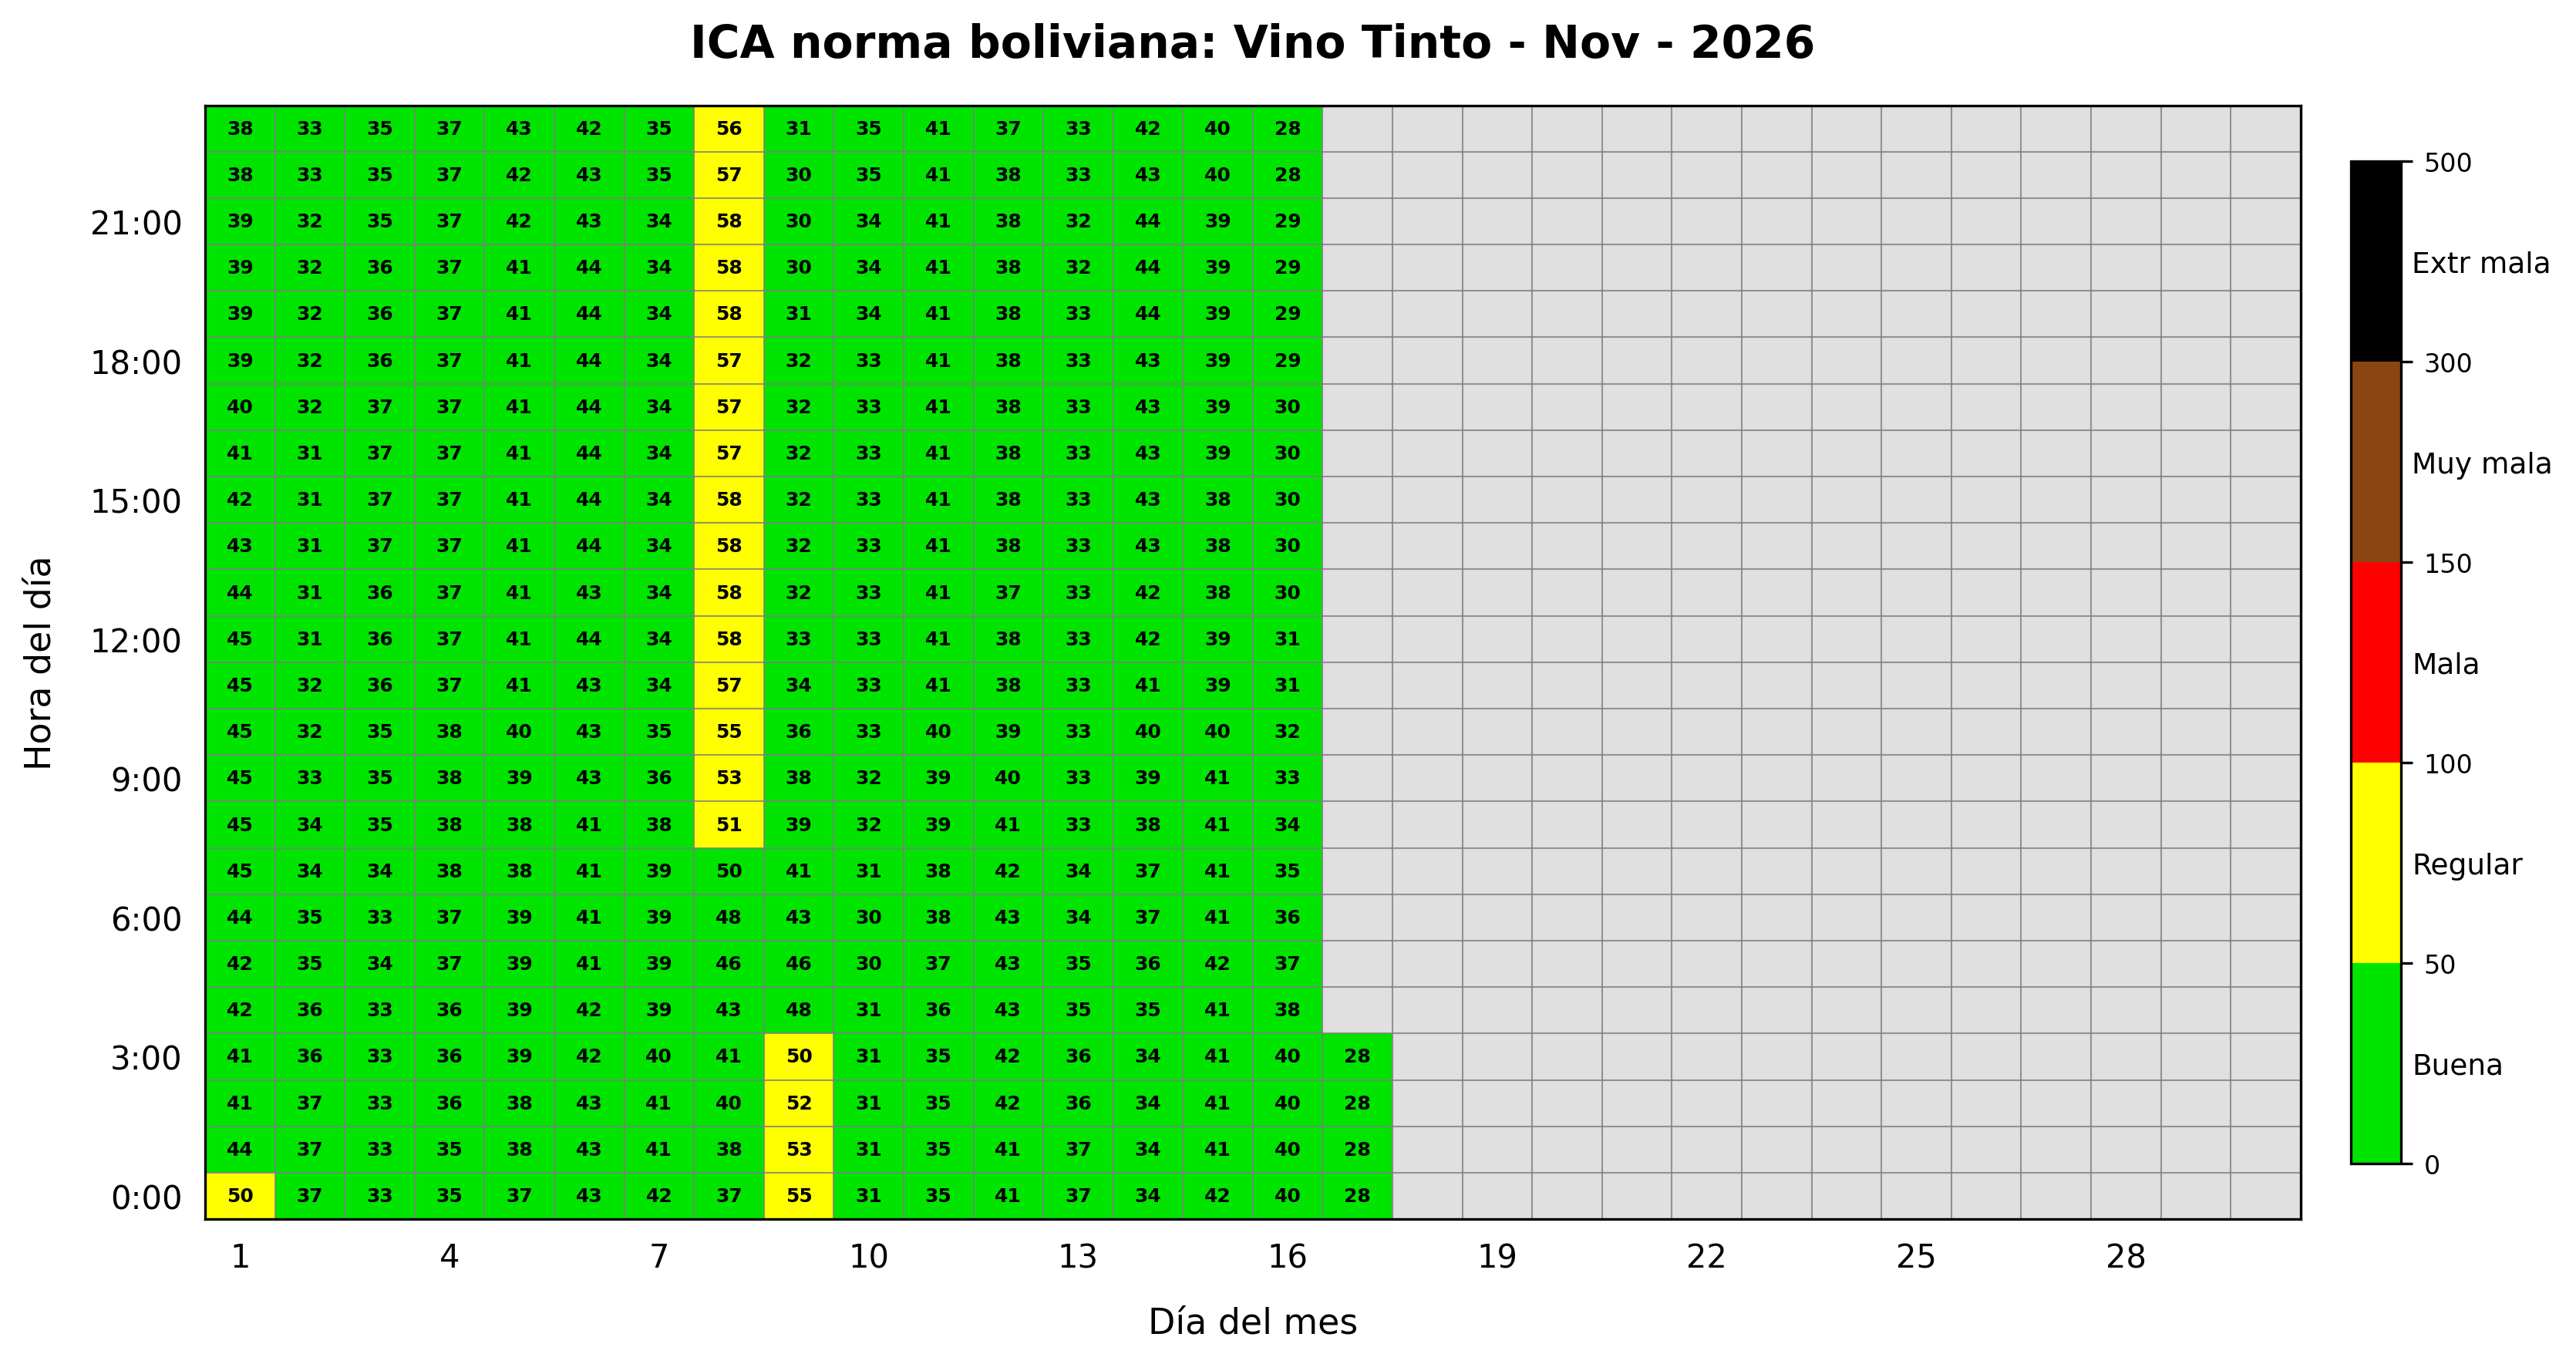 ICA norma boliviana: Vino Tinto - Nov - 2026
38 33 35 37 43 42 35 56 31 35 41 37 33 42 40 28
38 33 35 37 42 43 35 57 30 35 41 38 33 43 40 28
21:00 39 32 35 37 42 43 34 58 30 34 41 38 32 44 39 29
39 32 36 37 41 44 34 58 30 34 41 38 32 44 39 29
39 32 36 37 41 44 34 58 31 34 41 38 33 44 39 29
18:00 39 32 36 37 41 44 34 57 32 33 41 38 33 43 39 29
40 32 37 37 41 44 34 57 32 33 41 38 33 43 39 30
41 31 37 37 41 44 34 57 32 33 41 38 33 43 39 30
15:00 42 31 37 37 41 44 34 58 32 33 41 38 33 43 38 30
43 31 37 37 41 44 34 58 32 33 41 38 33 43 38 30
44 31 36 37 41 43 34 58 32 33 41 37 33 42 38 30
12:00 45 31 36 37 41 44 34 58 33 33 41 38 33 42 39 31
45 32 36 37 41 43 34 57 34 33 41 38 33 41 39 31
45 32 35 38 40 43 35 55 36 33 40 39 33 40 40 32
9:00 45 33 35 38 39 43 36 53 38 32 39 40 33 39 41 33
45 34 35 38 38 41 38 51 39 32 39 41 33 38 41 34
45 34 34 38 38 41 39 50 41 31 38 42 34 37 41 35
6:00 44 35 33 37 39 41 39 48 43 30 38 43 34 37 41 36
42 35 34 37 39 41 39 46 46 30 37 43 35 36 42 37
42 36 33 36 39 42 39 43 48 31 36 43 35 35 41 38
3:00 41 36 33 36 39 42 40 41 50 31 35 42 36 34 41 40 28
41 37 33 36 38 43 41 40 52 31 35 42 36 34 41 40 28
44 37 33 35 38 43 41 38 53 31 35 41 37 34 41 40 28
0:00 50 37 33 35 37 43 42 37 55 31 35 41 37 34 42 40 28
1 4 7 10 13 16 19 22 25 28
Día del mes
Hora del día
500
Extr mala
300
Muy mala
150
Mala
100
Regular
50
Buena
0